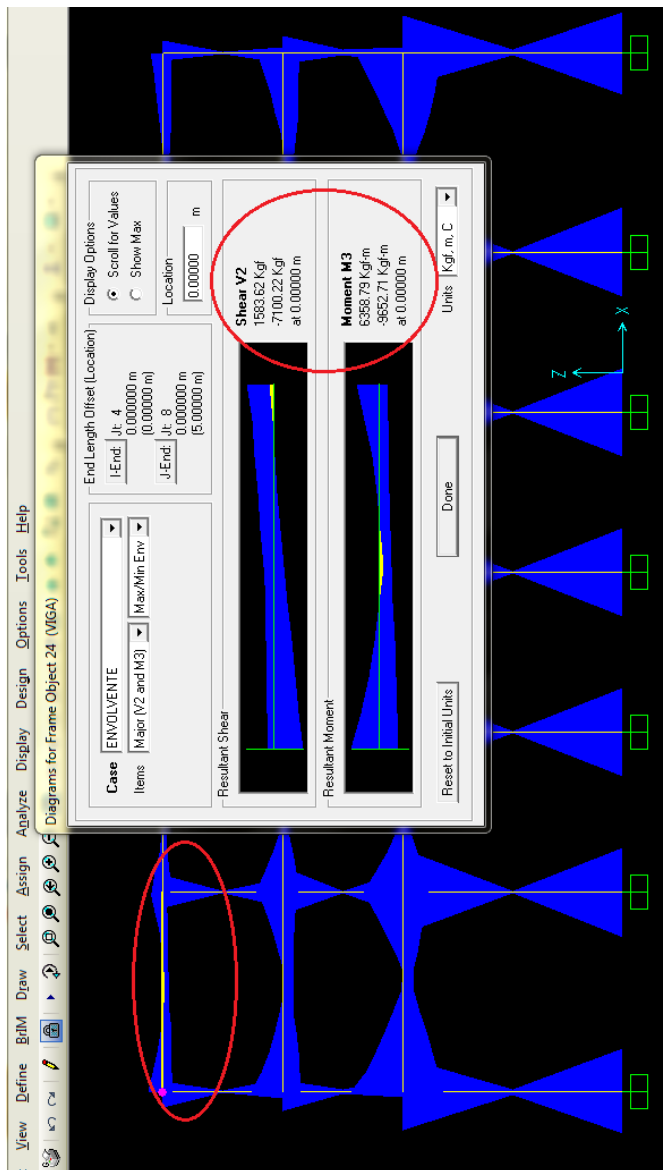 View Define BrIM Draw Select Assign Analyze Display Design Options Tools Help
Diagrams for Frame Object 24 (VIGA)
Case ENVOLVENTE
Items Major (V2 and M3) Max/Min Env
End Length Offset (Location)
I-End: Jt: 4
0.000000 m
(0.00000 m)
J-End: Jt: 8
0.000000 m
(5.00000 m)
Display Options
Scroll for Values
Show Max
Location
0.00000 m
Resultant Shear
Shear V2
1583.62 Kgf
-7100.22 Kgf
at 0.00000 m
Resultant Moment
Moment M3
6358.79 Kgf-m
-9652.71 Kgf-m
at 0.00000 m
Reset to Initial Units
Done
Units Kgf, m, C
Z
X